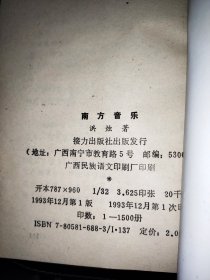 南方音乐
洪烛 著
接力出版社出版发行
(地址:广西南宁市教育路5号 邮编:5300
广西民族语文印刷厂印刷
*
开本787×960 1/32 3.625印张 20千
1993年12月第1版 1993年12月第1次印
印数:1—1500册
ISBN 7-80581-688-3/I·137 定价:2.0